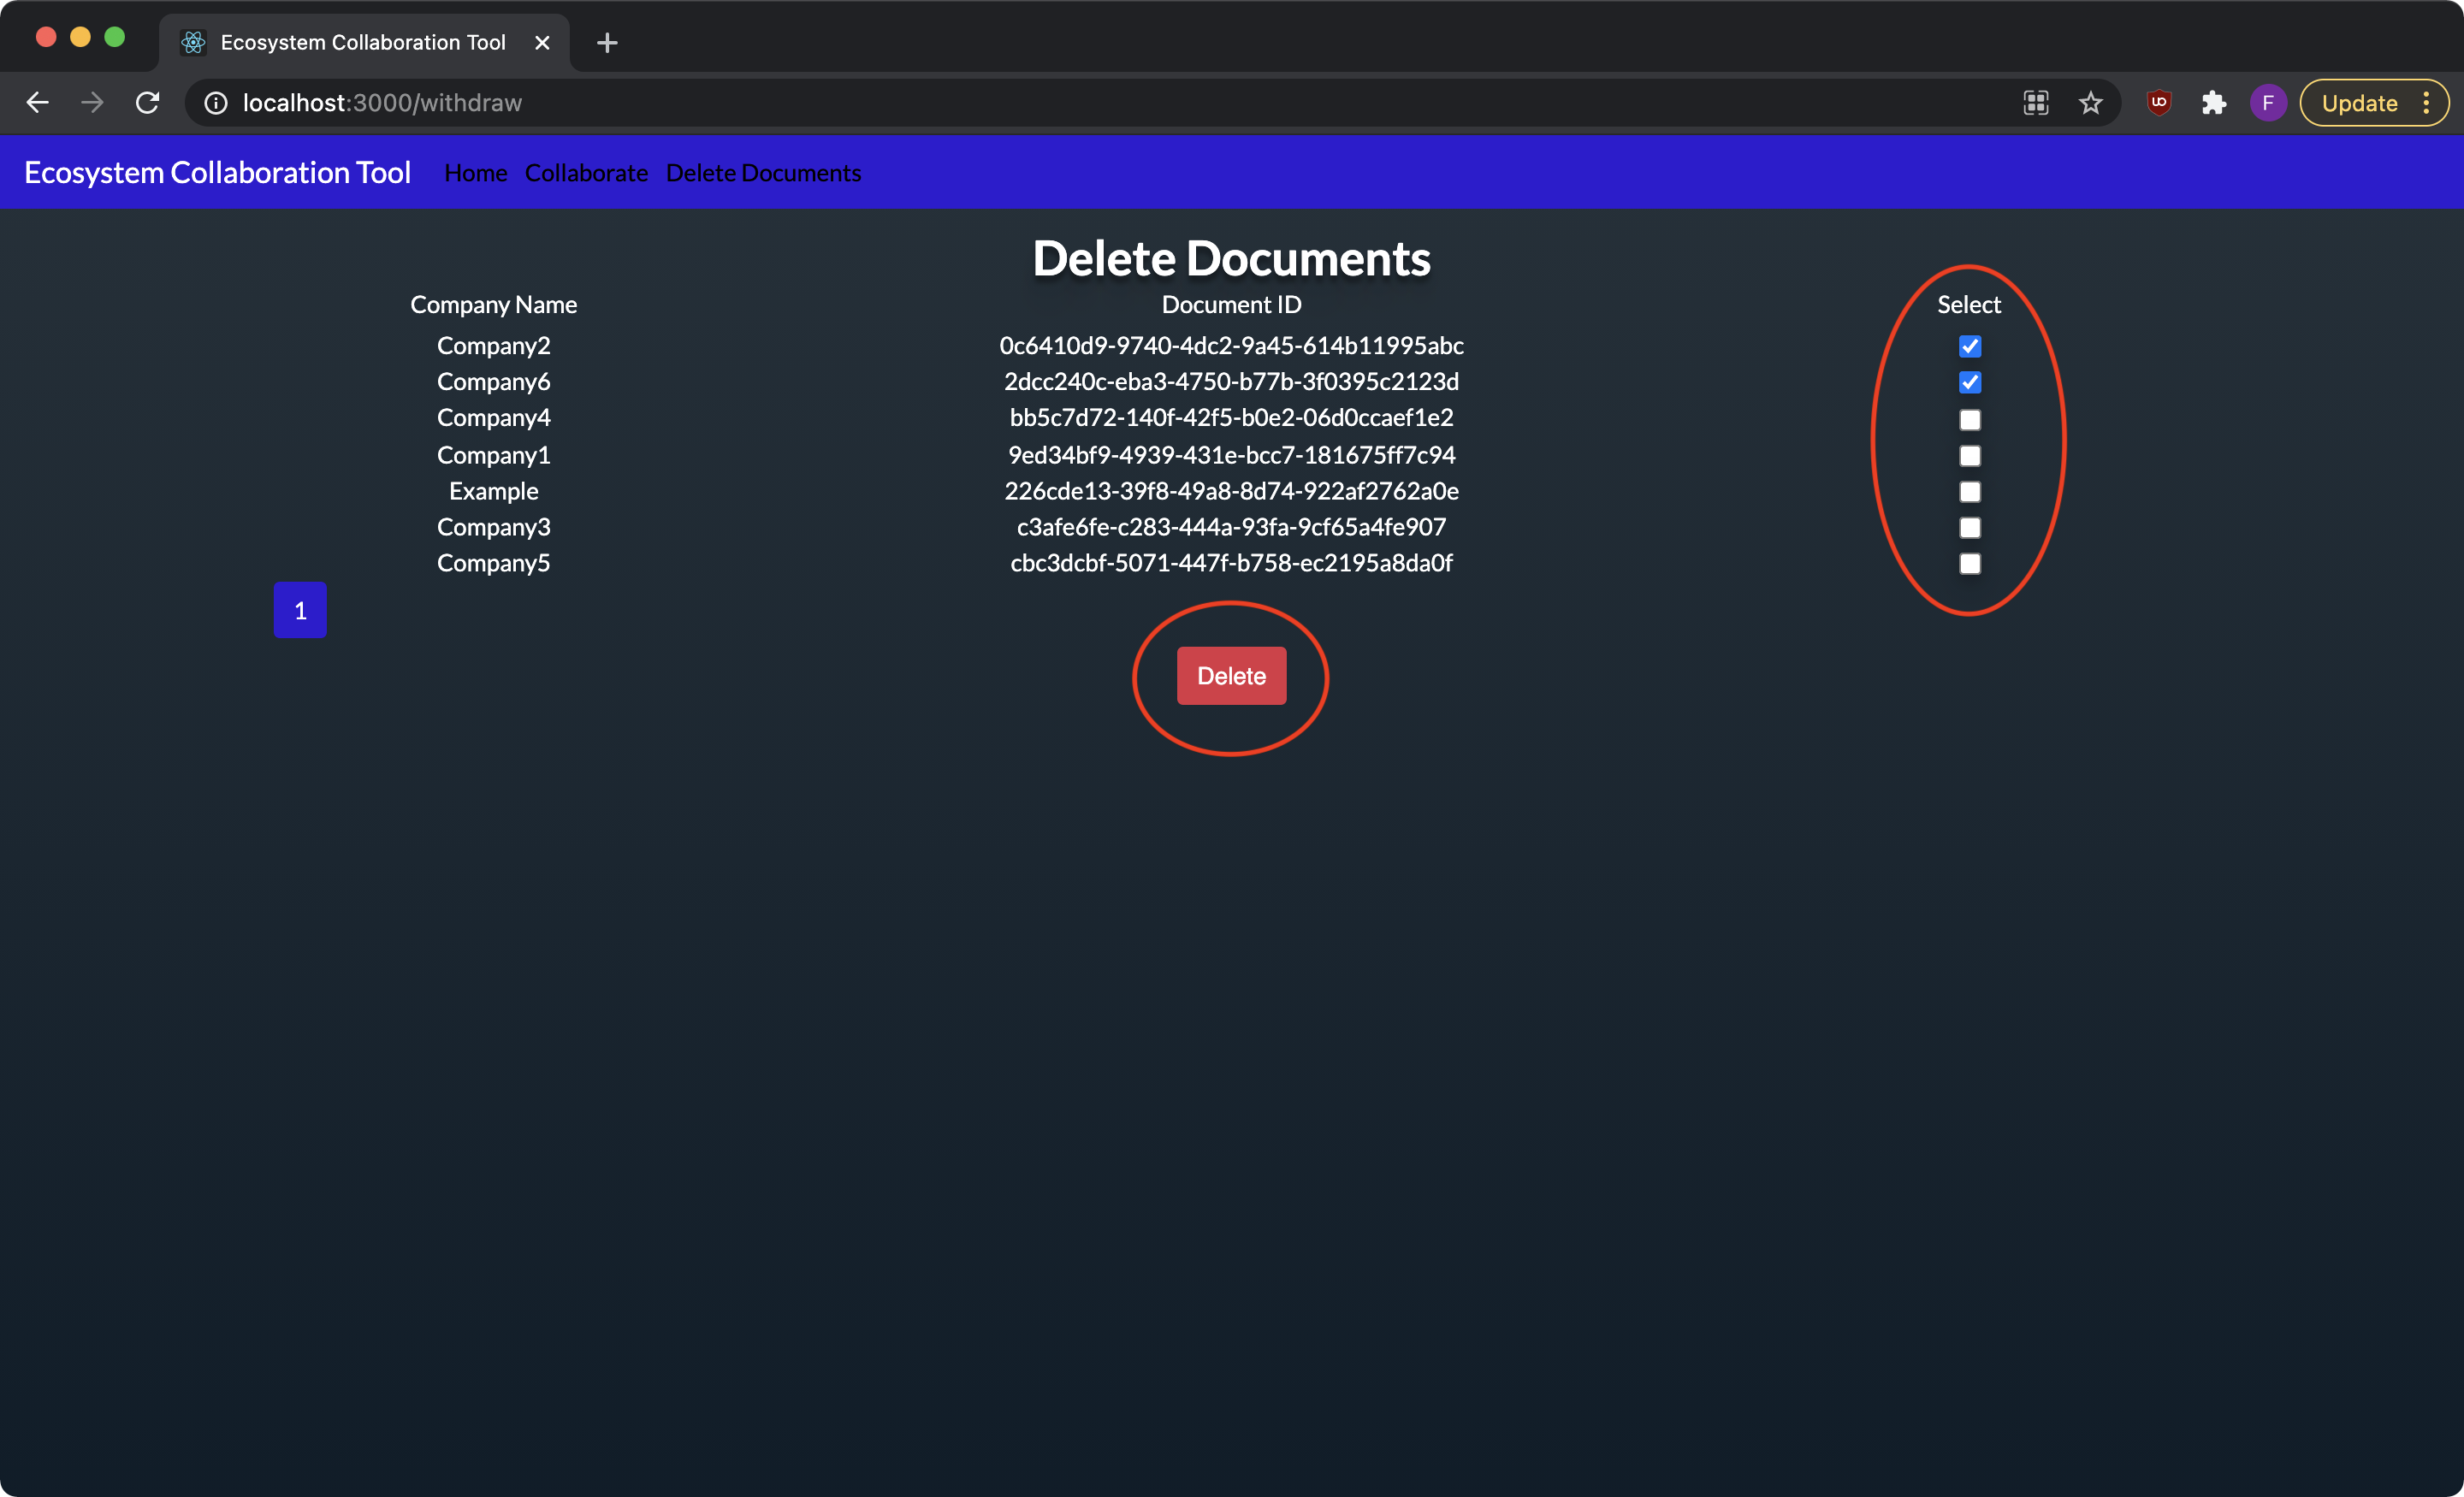 Ecosystem Collaboration Tool
localhost:3000/withdraw
F
Update
Ecosystem Collaboration Tool Home Collaborate Delete Documents
Delete Documents
Company Name Document ID Select
Company2 0c6410d9-9740-4dc2-9a45-614b11995abc
Company6 2dcc240c-eba3-4750-b77b-3f0395c2123d
Company4 bb5c7d72-140f-42f5-b0e2-06d0ccaef1e2
Company1 9ed34bf9-4939-431e-bcc7-181675ff7c94
Example 226cde13-39f8-49a8-8d74-922af2762a0e
Company3 c3afe6fe-c283-444a-93fa-9cf65a4fe907
Company5 cbc3dcbf-5071-447f-b758-ec2195a8da0f
1
Delete